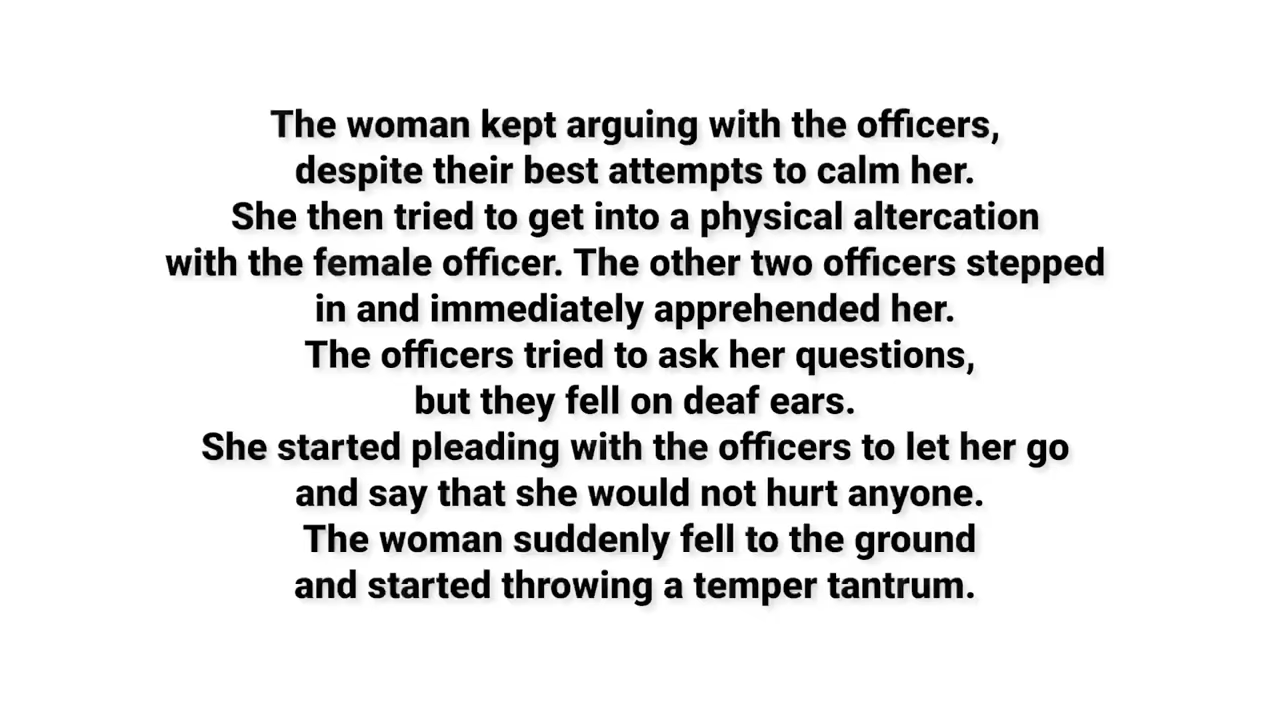 The woman kept arguing with the officers,
despite their best attempts to calm her.
She then tried to get into a physical altercation
with the female officer. The other two officers stepped
in and immediately apprehended her.
The officers tried to ask her questions,
but they fell on deaf ears.
She started pleading with the officers to let her go
and say that she would not hurt anyone.
The woman suddenly fell to the ground
and started throwing a temper tantrum.